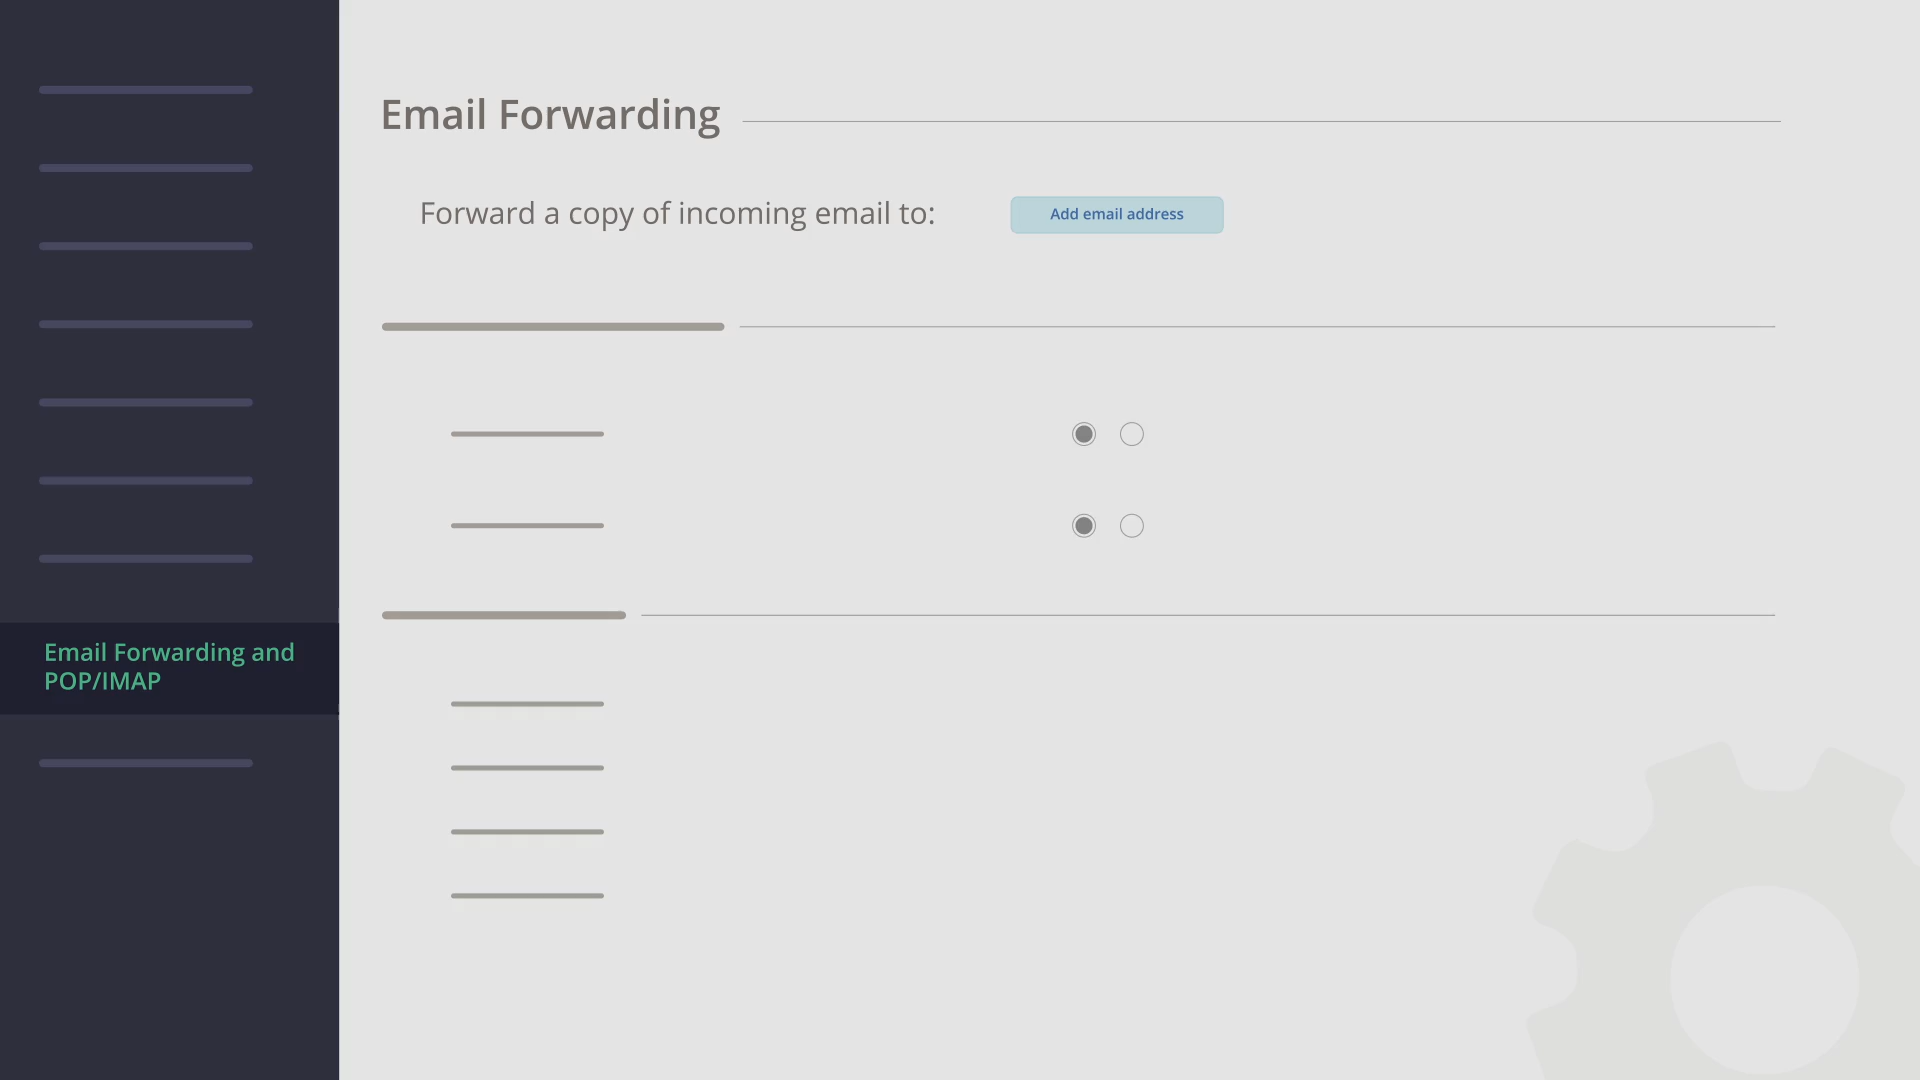 Email Forwarding
Forward a copy of incoming email to:
Add email address
Email Forwarding and
POP/IMAP